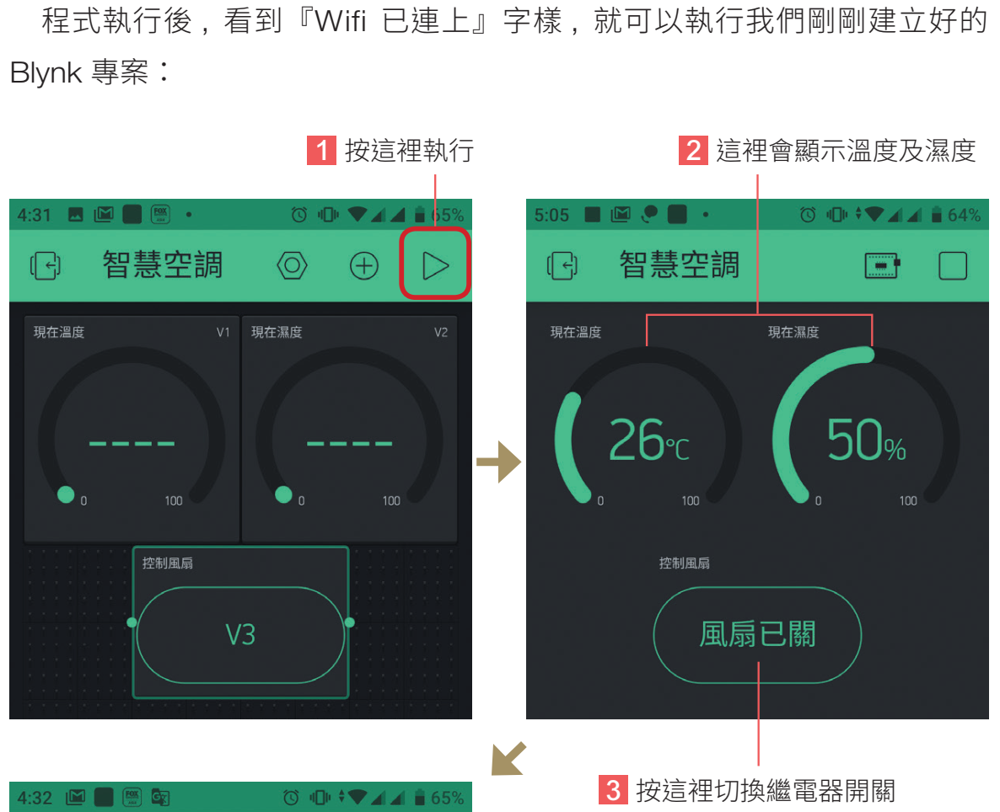 程式執行後，看到『Wifi 已連上』字樣，就可以執行我們剛剛建立好的
Blynk 專案：
1 按這裡執行
2 這裡會顯示溫度及濕度
4:31
65%
智慧空調
現在溫度
V1
現在濕度
V2
0
100
0
100
控制風扇
V3
5:05
64%
智慧空調
現在溫度
現在濕度
26°C
50%
0
100
0
100
控制風扇
風扇已關
3 按這裡切換繼電器開關
4:32
65%